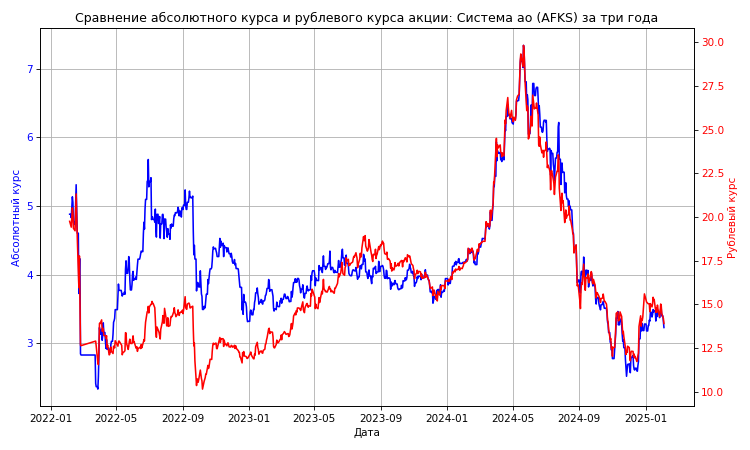 Сравнение абсолютного курса и рублевого курса акции: Система ао (AFKS) за три года
Абсолютный курс
7
6
5
4
3
30.0
27.5
25.0
22.5
20.0
17.5
15.0
12.5
10.0
Рублевый курс
2022-01 2022-05 2022-09 2023-01 2023-05 2023-09 2024-01 2024-05 2024-09 2025-01
Дата